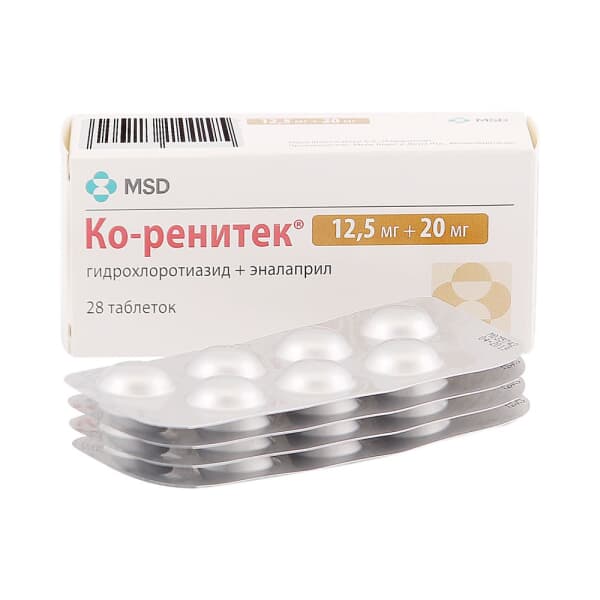 12,5 мг + 20 мг
MSD
MSD
Ко-ренитек® 12,5 мг + 20 мг
гидрохлоротиазид + эналаприл
28 таблеток